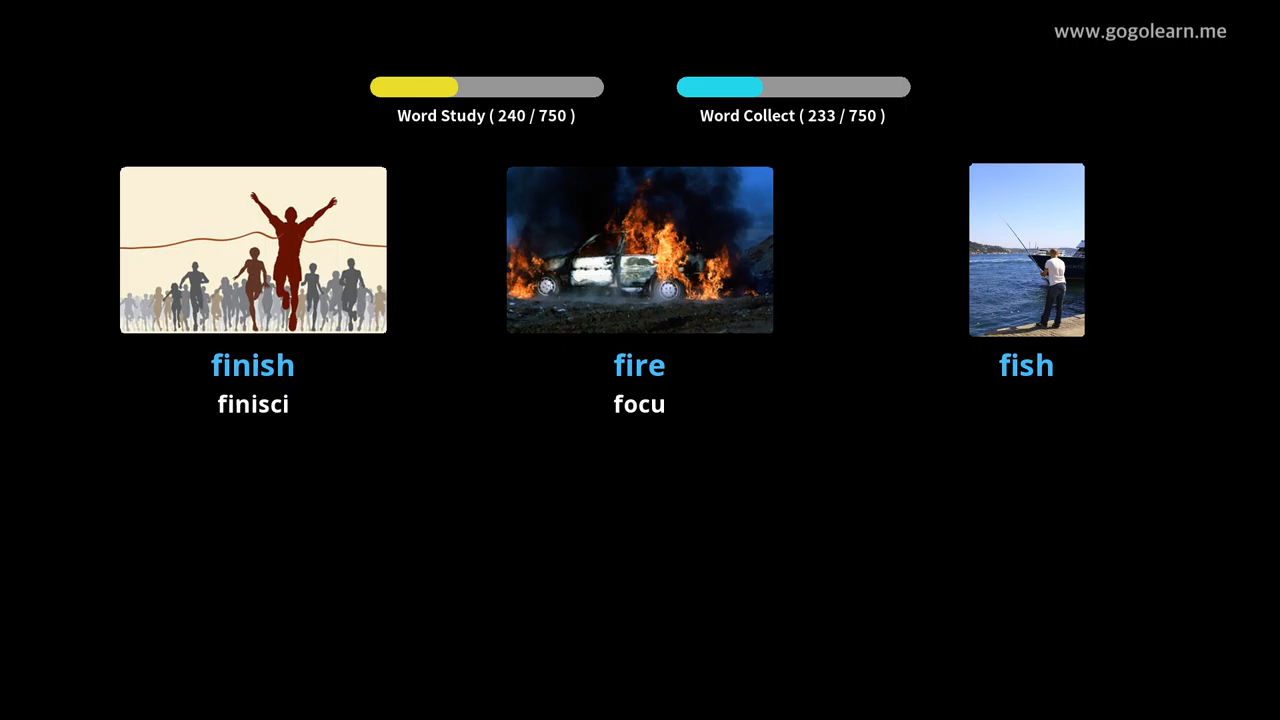 www.gogolearn.me
Word Study ( 240 / 750 )
Word Collect ( 233 / 750 )
finish
fire
fish
finisci
focu